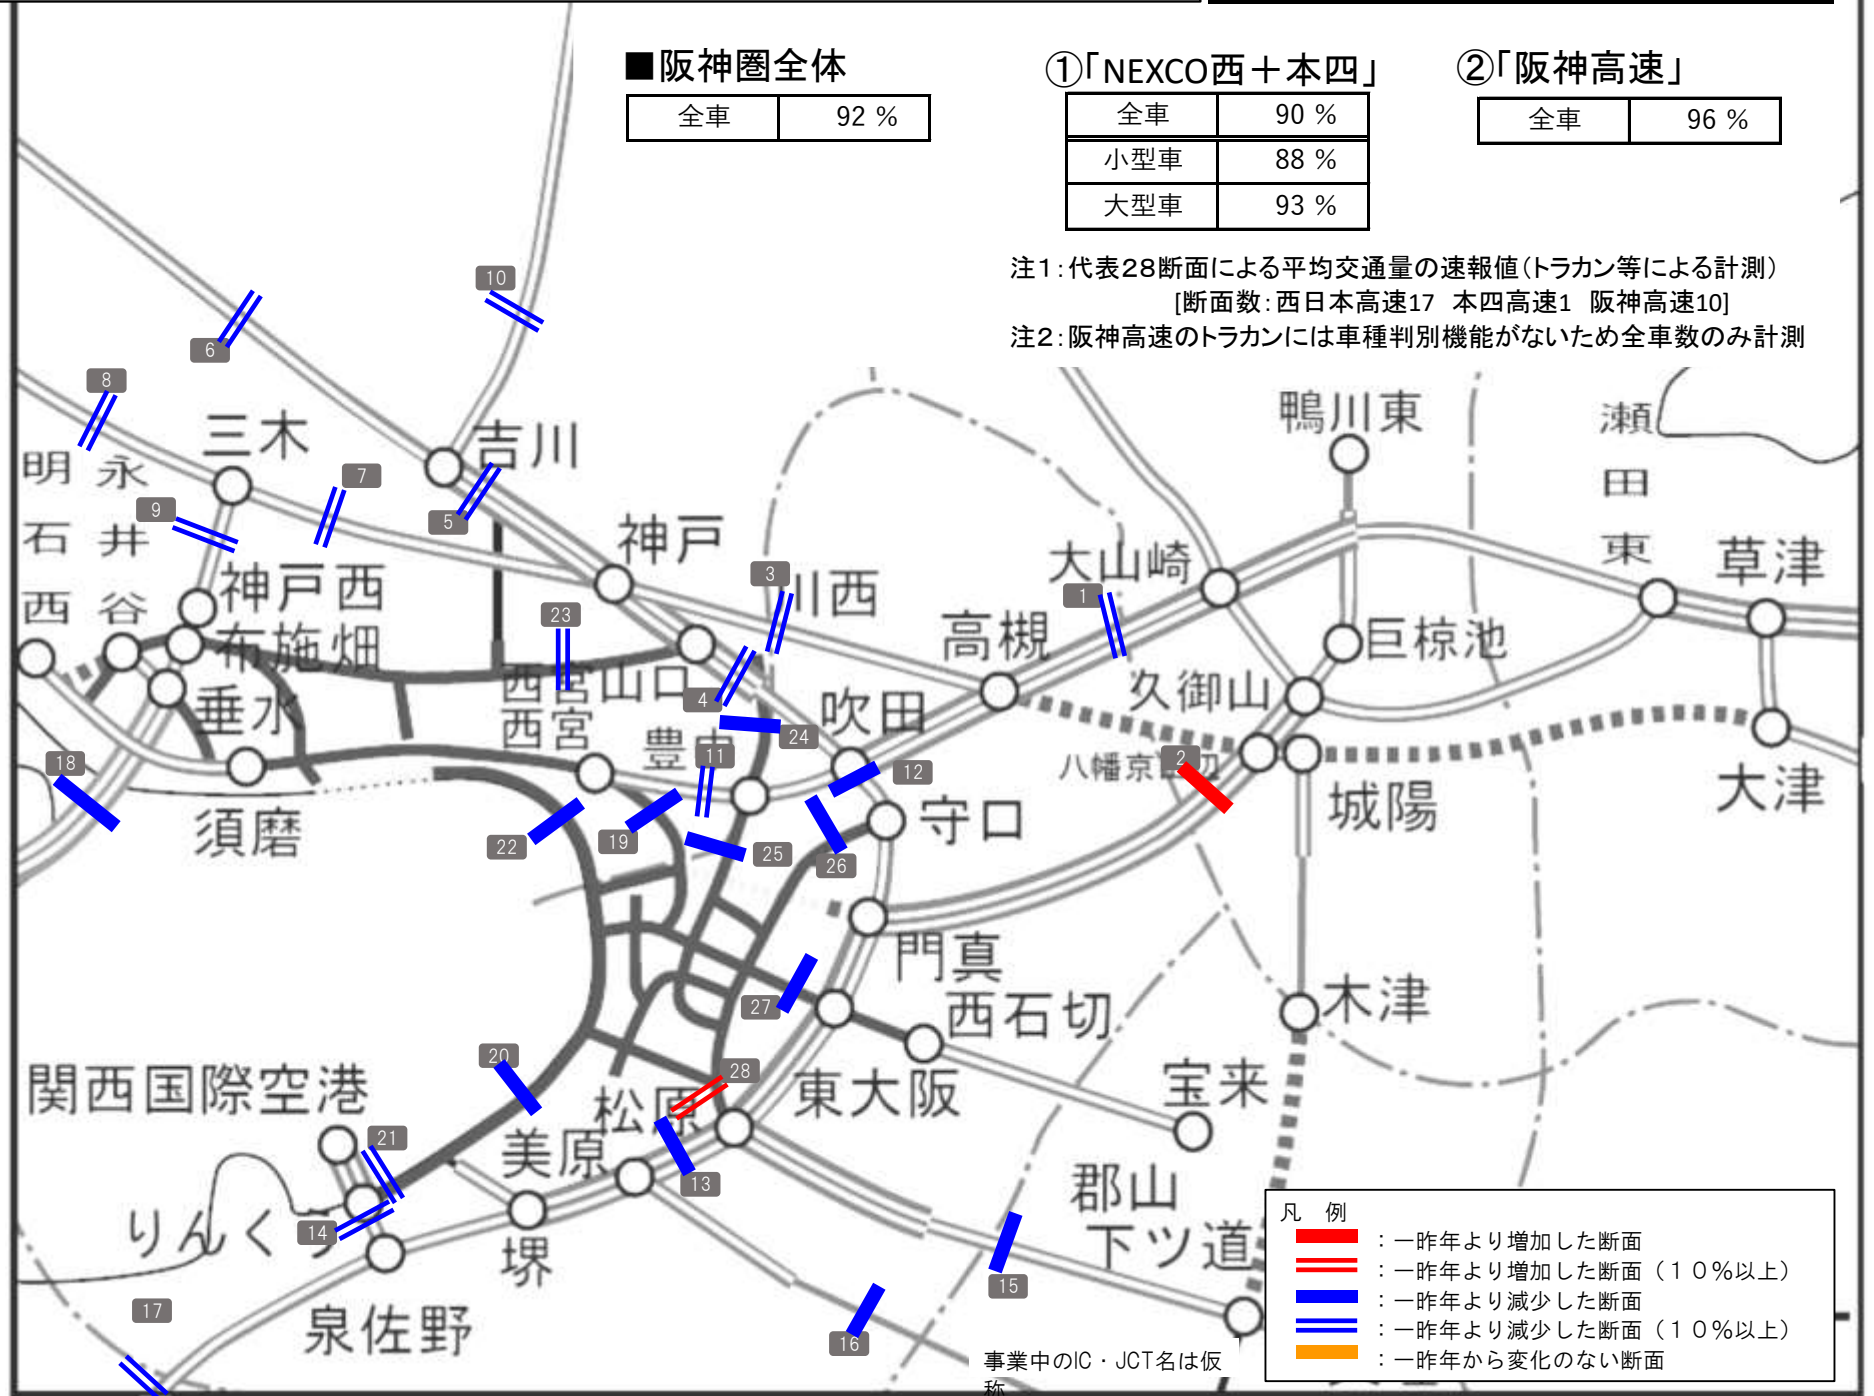 ■阪神圏全体
全車 92 %
①「NEXCO西＋本四」
全車 90 %
小型車 88 %
大型車 93 %
②「阪神高速」
全車 96 %
注1：代表28断面による平均交通量の速報値（トラカン等による計測）
[断面数：西日本高速17 本四高速1 阪神高速10]
注2：阪神高速のトラカンには車種判別機能がないため全車数のみ計測
10
6
8
三木
吉川
鴨川東
瀬田東
明石西
永井谷
7
9
5
神戸
大山崎
草津
神戸西
3
川西
1
23
高槻
巨椋池
布施畑
西宮山口
4
久御山
垂水
西宮
吹田
24
豊中
11
12
八幡京田辺
2
大津
18
須磨
22
19
25
26
守口
城陽
門真
27
西石切
木津
関西国際空港
20
松原
28
東大阪
宝来
21
美原
13
郡山下ツ道
りんくう
14
堺
15
17
泉佐野
16
事業中のIC・JCT名は仮
称
凡 例
：一昨年より増加した断面
：一昨年より増加した断面（１０％以上）
：一昨年より減少した断面
：一昨年より減少した断面（１０％以上）
：一昨年から変化のない断面